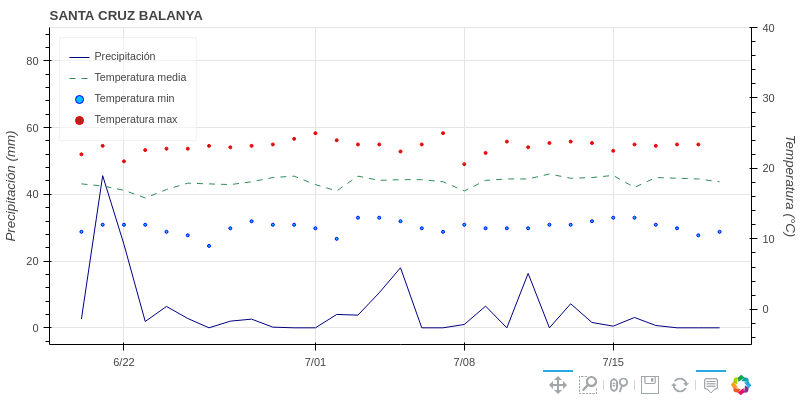 SANTA CRUZ BALANYA
Precipitación
Temperatura media
Temperatura min
Temperatura max
Precipitación (mm)
80
60
40
20
0
40
30
20
10
0
Temperatura (°C)
6/22
7/01
7/08
7/15